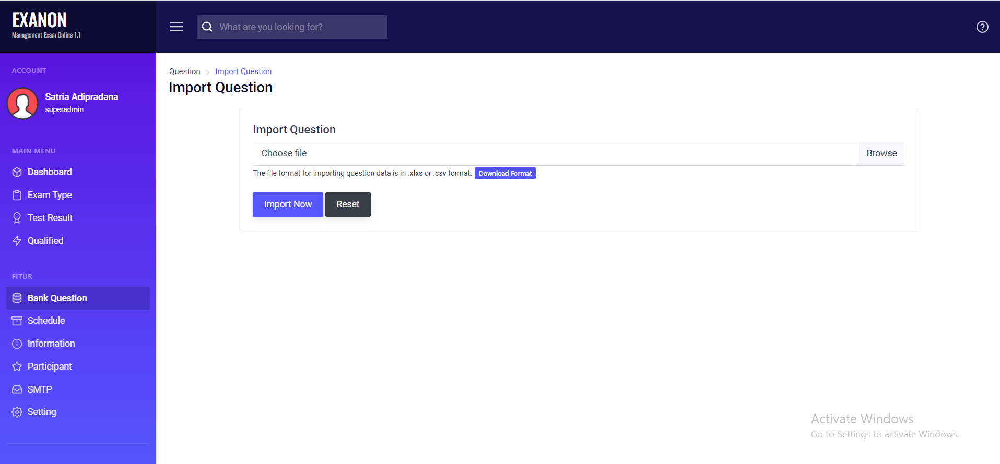 EXANON
Management Exam Online 1.1
What are you looking for?
ACCOUNT
Satria Adipradana
superadmin
MAIN MENU
Dashboard
Exam Type
Test Result
Qualified
FITUR
Bank Question
Schedule
Information
Participant
SMTP
Setting
Question > Import Question
Import Question
Import Question
Choose file Browse
The file format for importing question data is in .xlxs or .csv format. Download Format
Import Now Reset
Activate Windows
Go to Settings to activate Windows.